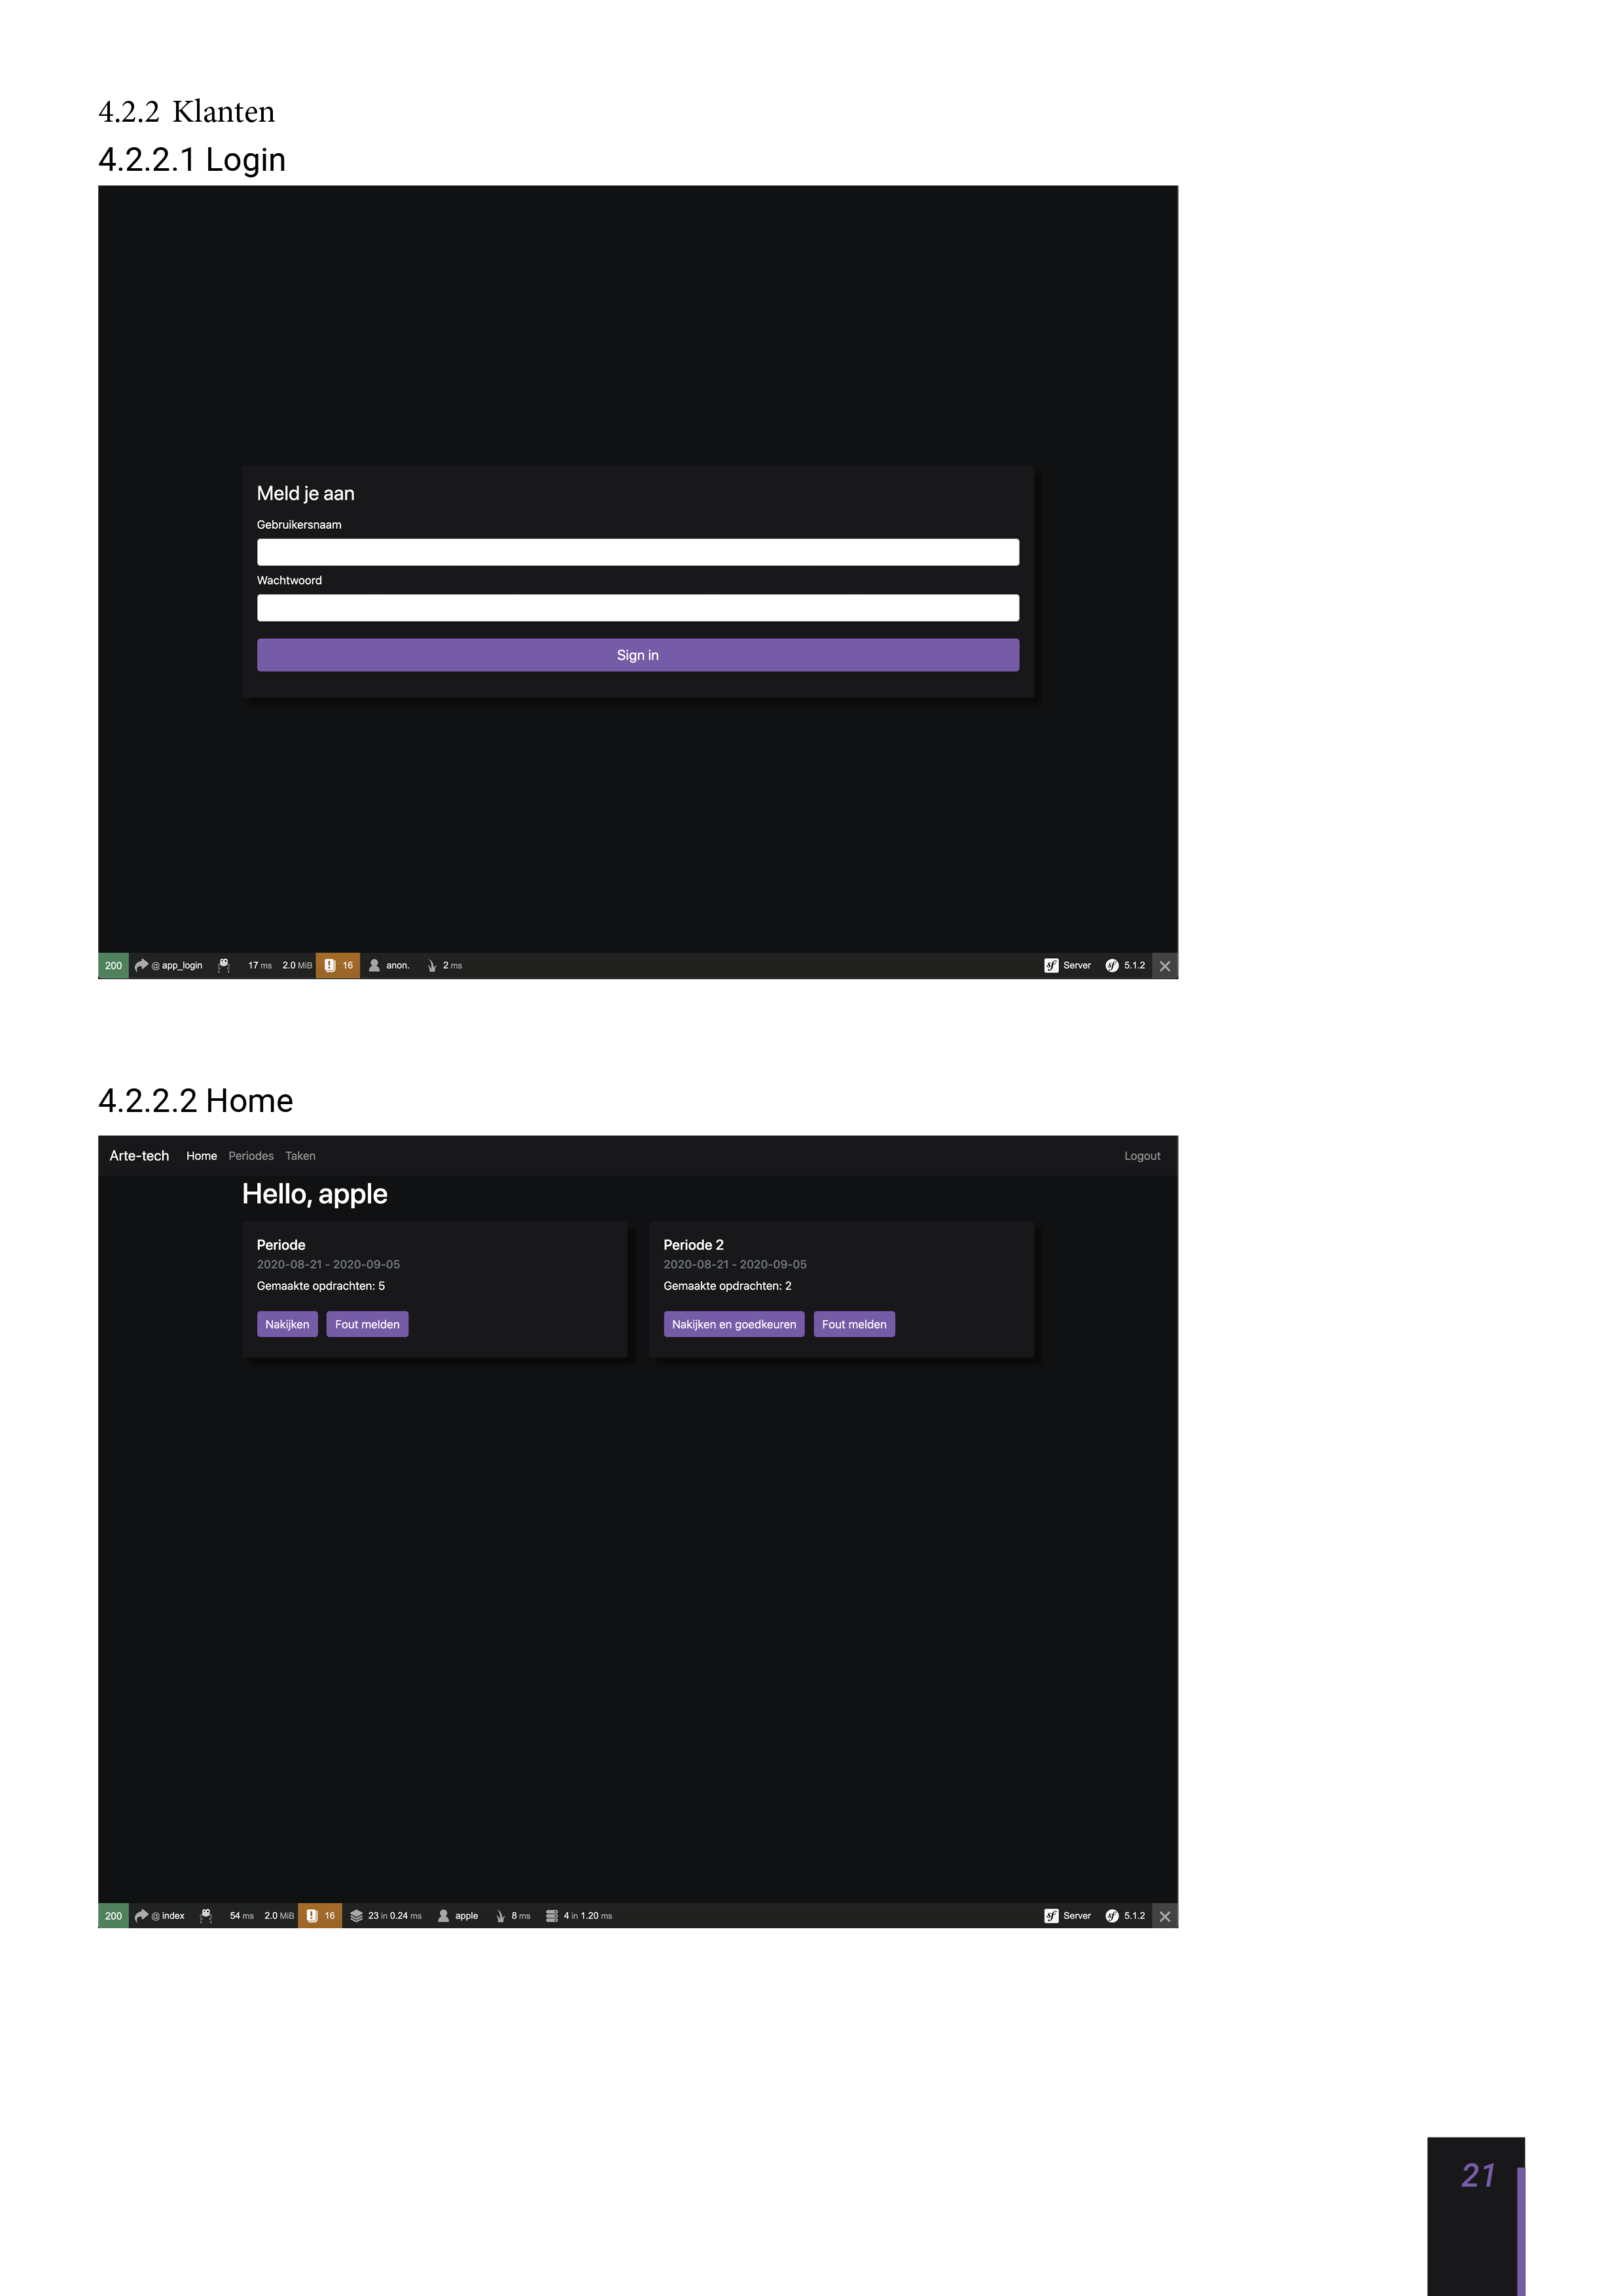 4.2.2 Klanten
4.2.2.1 Login
Meld je aan
Gebruikersnaam
Wachtwoord
Sign in
200 @ app_login 17 ms 2.0 MiB 16 anon. 2 ms sf Server sf 5.1.2
4.2.2.2 Home
Arte-tech Home Periodes Taken Logout
Hello, apple
Periode
2020-08-21 - 2020-09-05
Gemaakte opdrachten: 5
Nakijken Fout melden
Periode 2
2020-08-21 - 2020-09-05
Gemaakte opdrachten: 2
Nakijken en goedkeuren Fout melden
200 @ index 54 ms 2.0 MiB 16 23 in 0.24 ms apple 8 ms 4 in 1.20 ms sf Server sf 5.1.2
21